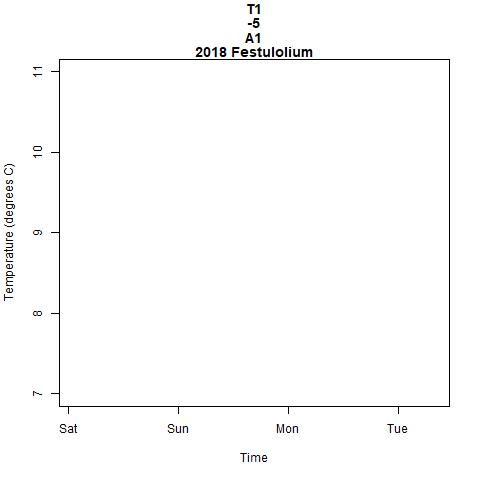 T1
-5
A1
2018 Festulolium
11
10
9
8
7
Temperature (degrees C)
Sat Sun Mon Tue
Time